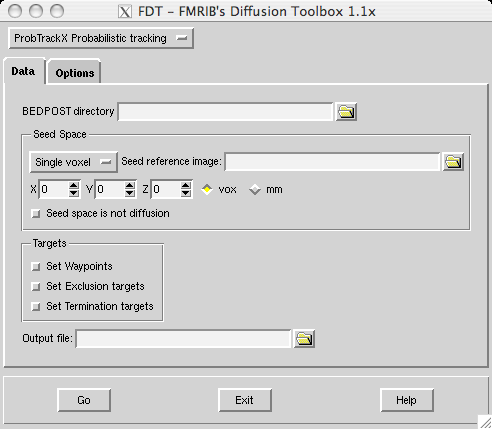 FDT - FMRIB's Diffusion Toolbox 1.1x
ProbTrackX Probabilistic tracking
Data Options
BEDPOST directory
Seed Space
Single voxel Seed reference image:
X 0 Y 0 Z 0 vox mm
Seed space is not diffusion
Targets
Set Waypoints
Set Exclusion targets
Set Termination targets
Output file:
Go Exit Help